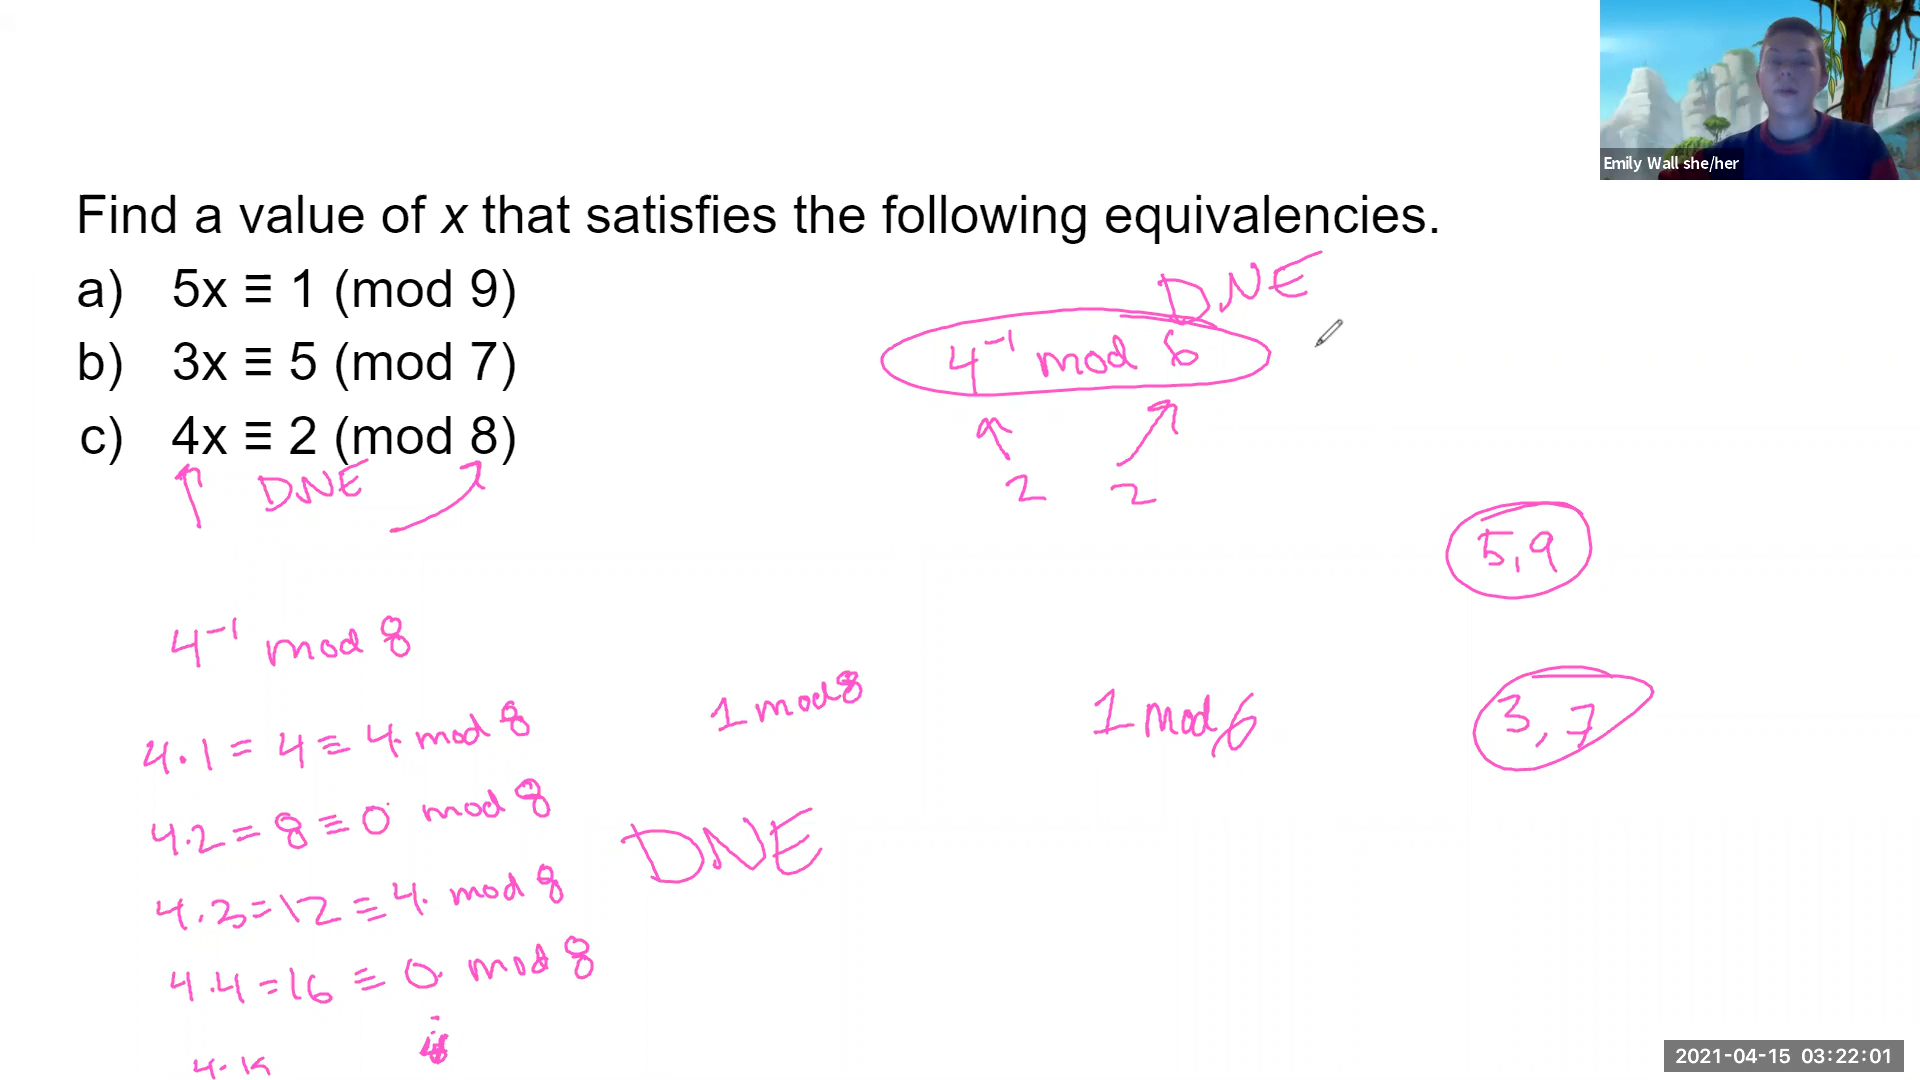 Emily Wall she/her
Find a value of x that satisfies the following equivalencies.
a) 5x ≡ 1 (mod 9)
b) 3x ≡ 5 (mod 7)
c) 4x ≡ 2 (mod 8)
DNE
DNE
4⁻¹ mod 6
2 2
5,9
4⁻¹ mod 8
1 mod 8
1 mod 6
3,7
4·1 = 4 ≡ 4 mod 8
4·2 = 8 ≡ 0 mod 8
DNE
4·3 = 12 ≡ 4 mod 8
4·4 = 16 ≡ 0 mod 8
2021-04-15 03:22:01